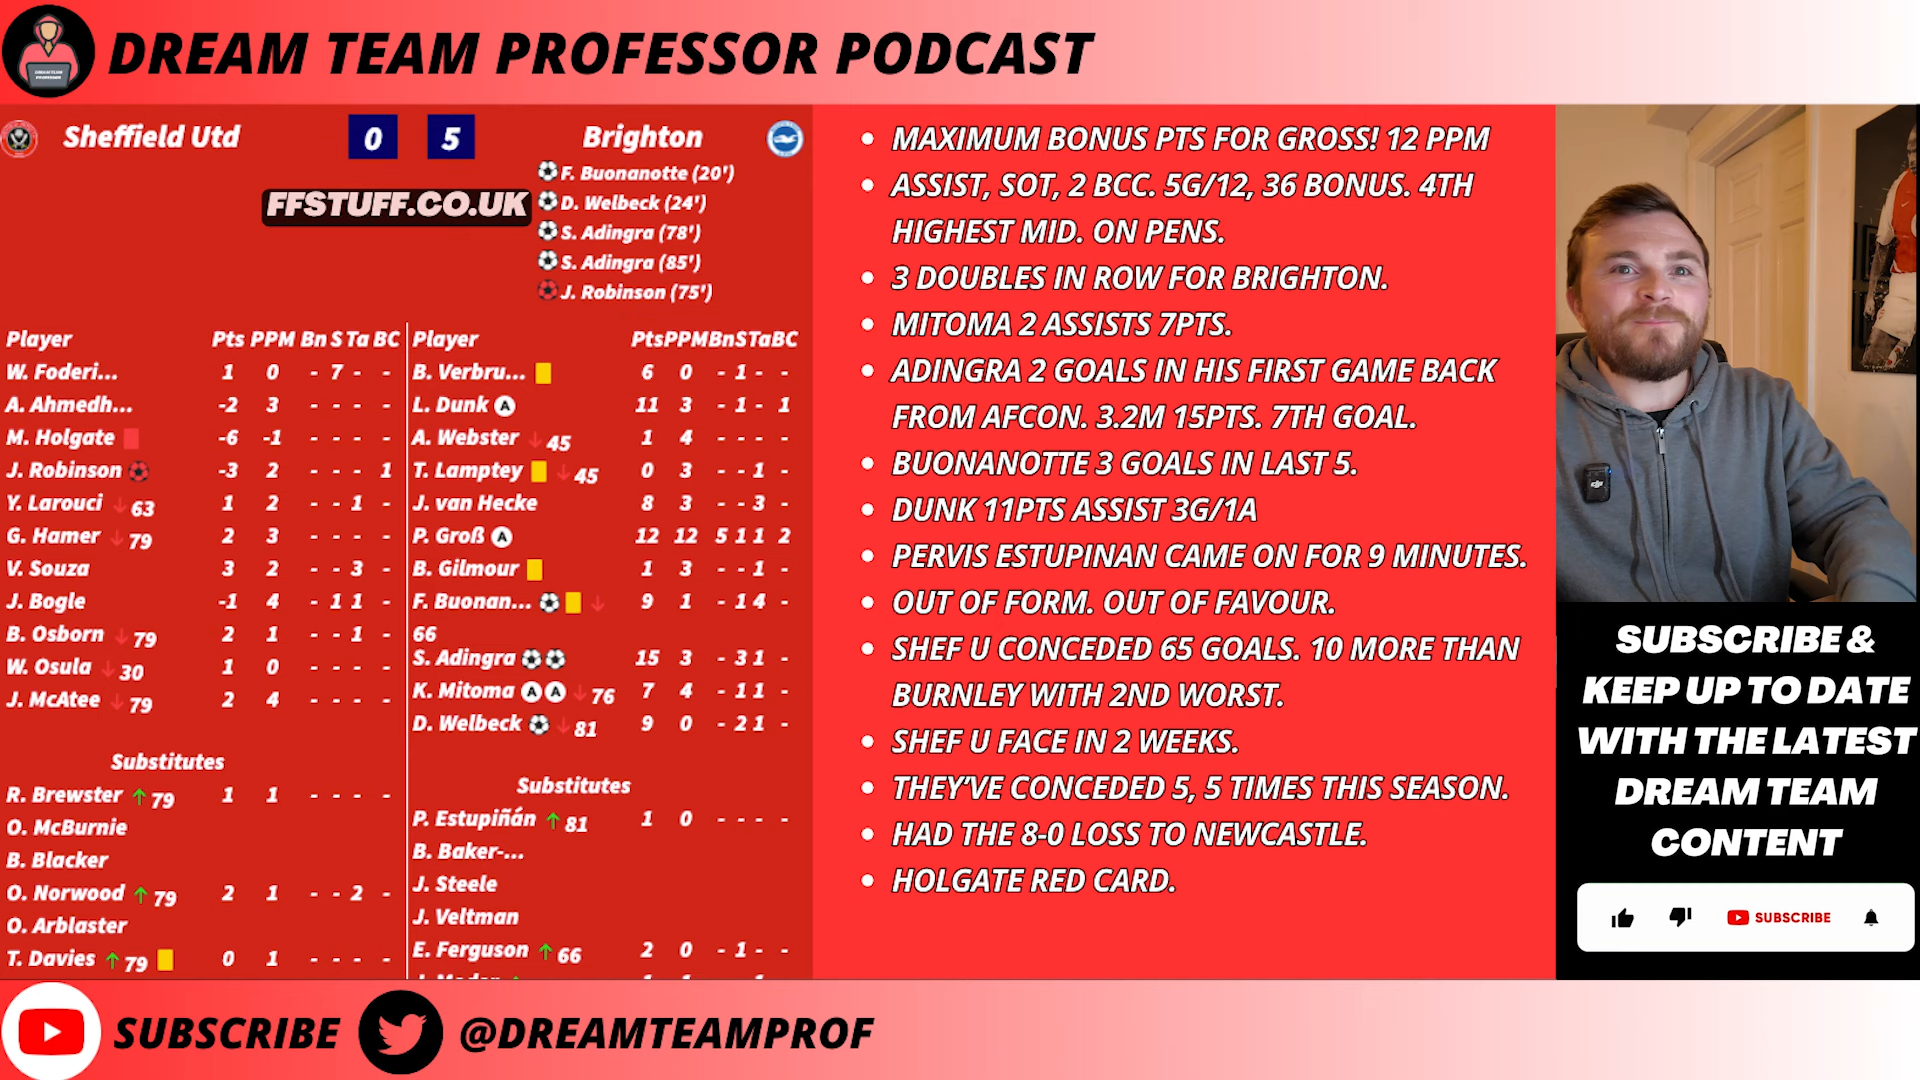 DREAM TEAM PROFESSOR PODCAST
Sheffield Utd 0 5 Brighton
FFSTUFF.CO.UK
F. Buonanotte (20')
D. Welbeck (24')
S. Adingra (78')
S. Adingra (85')
J. Robinson (75')
Player Pts PPM Bn S Ta BC
W. Foderi... 1 0 - 7 - -
A. Ahmedh... -2 3 - - - -
M. Holgate -6 -1 - - - -
J. Robinson -3 2 - - - 1
Y. Larouci 63 1 2 - - 1 -
G. Hamer 79 2 3 - - - -
V. Souza 3 2 - - 3 -
J. Bogle -1 4 - 1 1 -
B. Osborn 79 2 1 - - 1 -
W. Osula 30 1 0 - - - -
J. McAtee 79 2 4 - - - -
Substitutes
R. Brewster 79 1 1 - - - -
O. McBurnie
B. Blacker
O. Norwood 79 2 1 - - 2 -
O. Arblaster
T. Davies 79 0 1 - - - -
Player Pts PPM Bn S Ta BC
B. Verbru... 6 0 - 1 - -
L. Dunk A 11 3 - 1 - 1
A. Webster 45 1 4 - - - -
T. Lamptey 45 0 3 - - 1 -
J. van Hecke 8 3 - - 3 -
P. Groß A 12 12 5 1 1 2
B. Gilmour 1 3 - - 1 -
F. Buonan... 9 1 - 1 4 -
66
S. Adingra 15 3 - 3 1 -
K. Mitoma A A 76 7 4 - 1 1 -
D. Welbeck 81 9 0 - 2 1 -
Substitutes
P. Estupiñán 81 1 0 - - - -
B. Baker-...
J. Steele
J. Veltman
E. Ferguson 66 2 0 - 1 - -
• MAXIMUM BONUS PTS FOR GROSS! 12 PPM
• ASSIST, SOT, 2 BCC. 5G/12, 36 BONUS. 4TH
HIGHEST MID. ON PENS.
• 3 DOUBLES IN ROW FOR BRIGHTON.
• MITOMA 2 ASSISTS 7PTS.
• ADINGRA 2 GOALS IN HIS FIRST GAME BACK
FROM AFCON. 3.2M 15PTS. 7TH GOAL.
• BUONANOTTE 3 GOALS IN LAST 5.
• DUNK 11PTS ASSIST 3G/1A
• PERVIS ESTUPINAN CAME ON FOR 9 MINUTES.
• OUT OF FORM. OUT OF FAVOUR.
• SHEF U CONCEDED 65 GOALS. 10 MORE THAN
BURNLEY WITH 2ND WORST.
• SHEF U FACE IN 2 WEEKS.
• THEY'VE CONCEDED 5, 5 TIMES THIS SEASON.
• HAD THE 8-0 LOSS TO NEWCASTLE.
• HOLGATE RED CARD.
SUBSCRIBE &
KEEP UP TO DATE
WITH THE LATEST
DREAM TEAM
CONTENT
SUBSCRIBE
SUBSCRIBE
@DREAMTEAMPROF